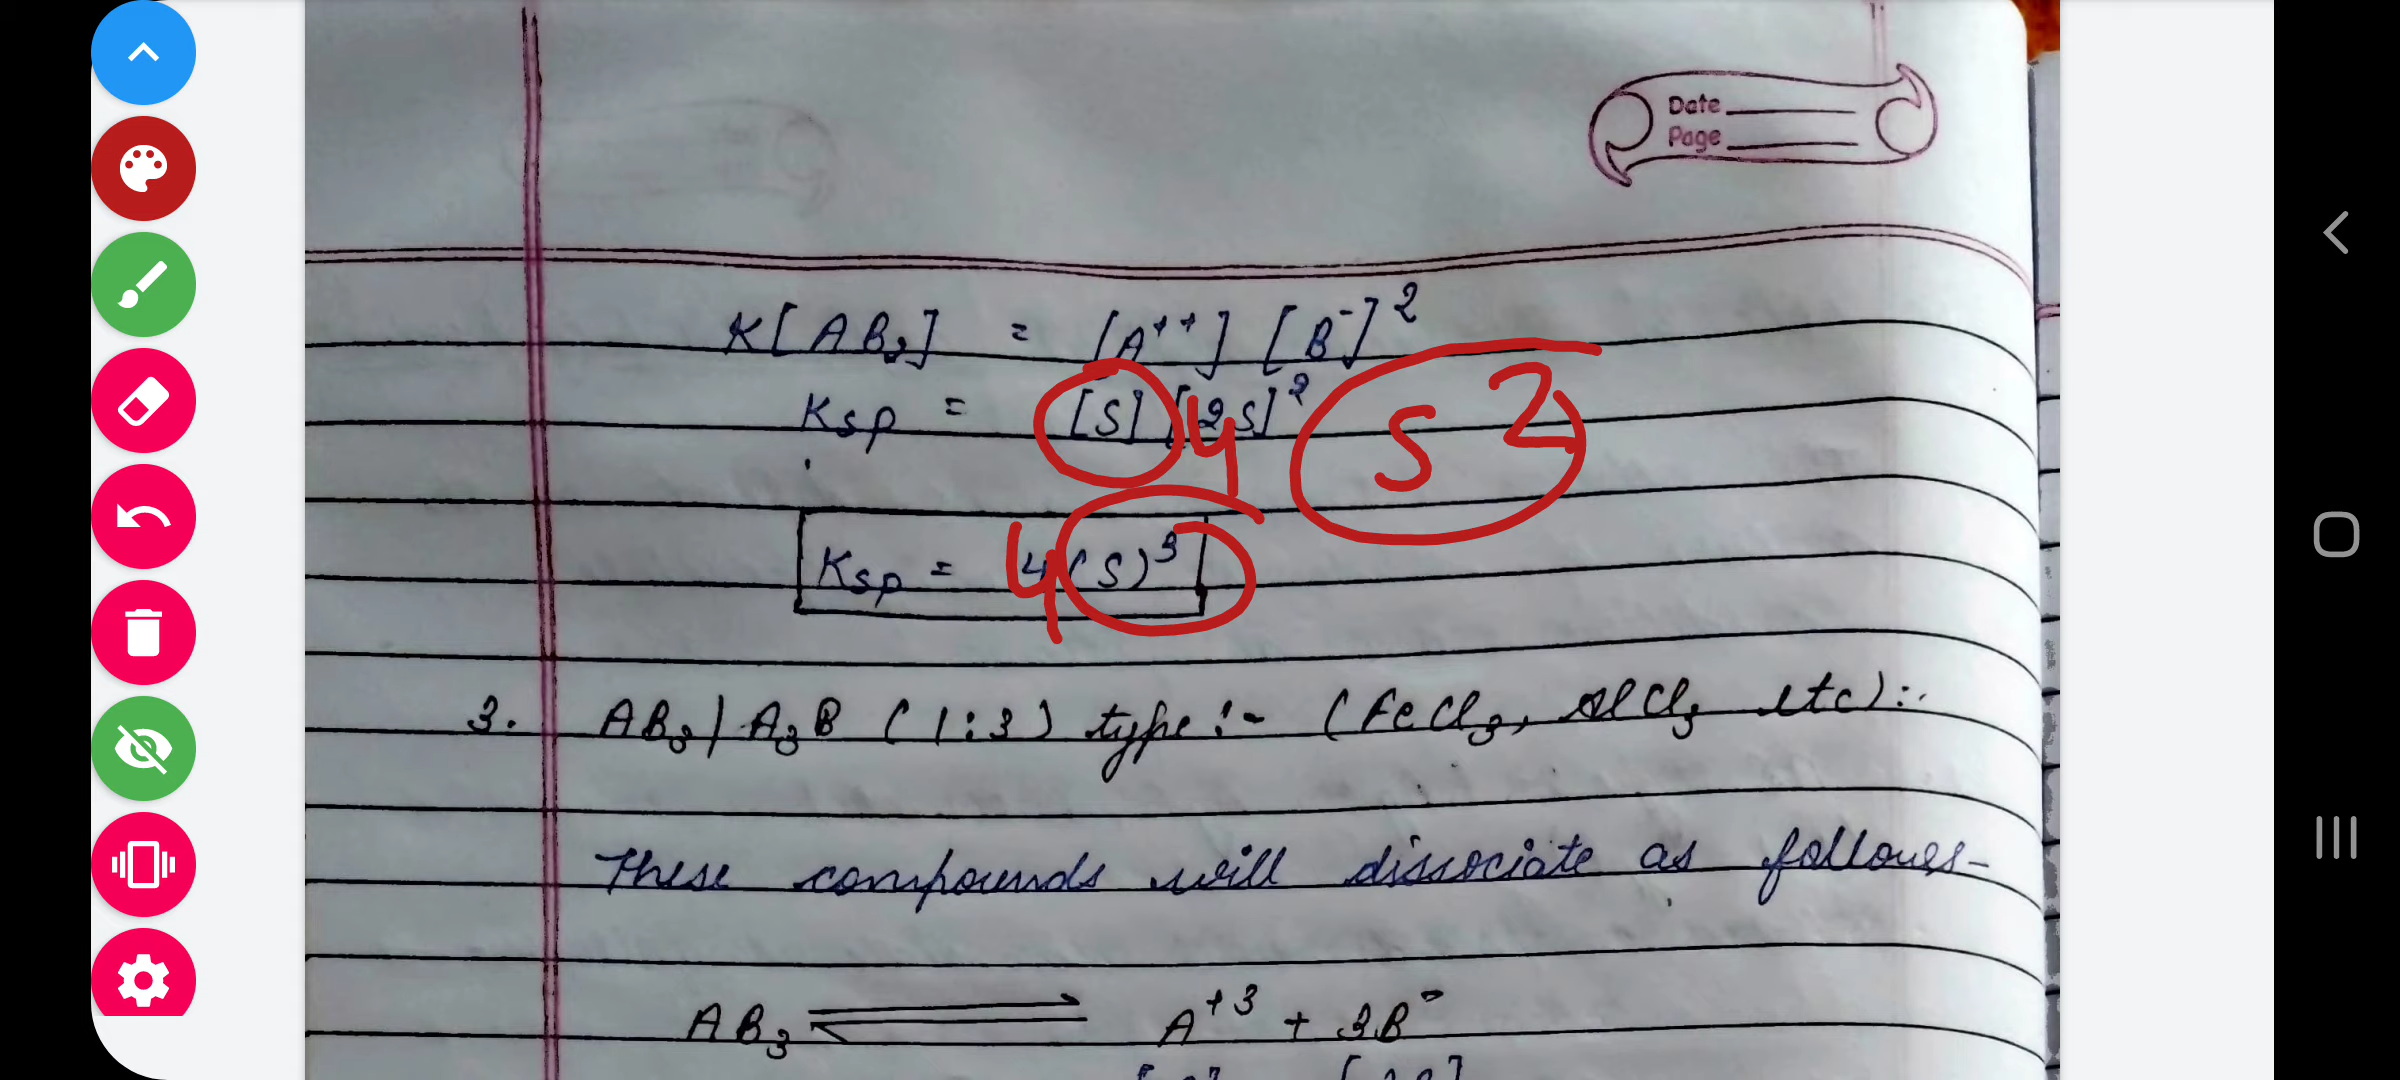 Date
Page
K[AB₂] = [A⁺⁺] [B⁻]²
Ksp = [S] [2S]²
4 S²
Ksp = 4(S)³
4
3. AB₃/A₃B (1:3) type:- (FeCl₃, AlCl₃ etc):-
These compounds will dissociate as follows-
AB₃ ⇌ A⁺³ + 3B⁻